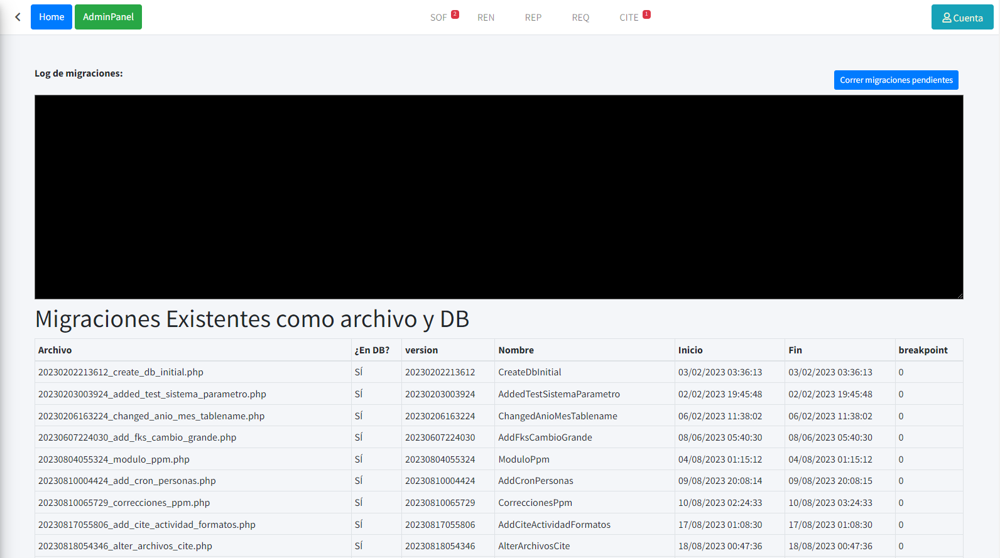 Home AdminPanel SOF 2 REN REP REQ CITE 1 Cuenta
Log de migraciones: Correr migraciones pendientes
Migraciones Existentes como archivo y DB
Archivo ¿En DB? version Nombre Inicio Fin breakpoint
20230202213612_create_db_initial.php SÍ 20230202213612 CreateDbInitial 03/02/2023 03:36:13 03/02/2023 03:36:13 0
20230203003924_added_test_sistema_parametro.php SÍ 20230203003924 AddedTestSistemaParametro 02/02/2023 19:45:48 02/02/2023 19:45:48 0
20230206163224_changed_anio_mes_tablename.php SÍ 20230206163224 ChangedAnioMesTablename 06/02/2023 11:38:02 06/02/2023 11:38:02 0
20230607224030_add_fks_cambio_grande.php SÍ 20230607224030 AddFksCambioGrande 08/06/2023 05:40:30 08/06/2023 05:40:30 0
20230804055324_modulo_ppm.php SÍ 20230804055324 ModuloPpm 04/08/2023 01:15:12 04/08/2023 01:15:12 0
20230810004424_add_cron_personas.php SÍ 20230810004424 AddCronPersonas 09/08/2023 20:08:14 09/08/2023 20:08:15 0
20230810065729_correcciones_ppm.php SÍ 20230810065729 CorreccionesPpm 10/08/2023 02:24:33 10/08/2023 03:24:33 0
20230817055806_add_cite_actividad_formatos.php SÍ 20230817055806 AddCiteActividadFormatos 17/08/2023 01:08:30 17/08/2023 01:08:30 0
20230818054346_alter_archivos_cite.php SÍ 20230818054346 AlterArchivosCite 18/08/2023 00:47:36 18/08/2023 00:47:36 0